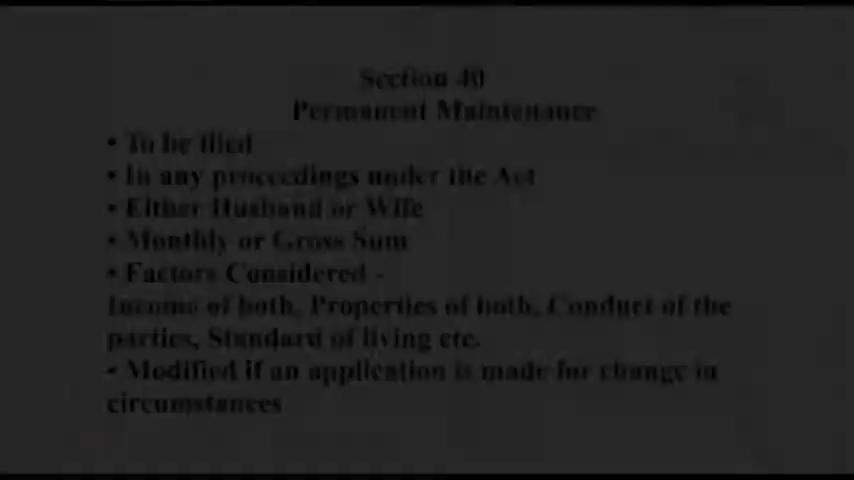 Section 40
Permanent Maintenance
• To be filed
• In any proceedings under the Act
• Either Husband or Wife
• Monthly or Gross Sum
• Factors Considered -
Income of both, Properties of both, Conduct of the
parties, Standard of living etc.
• Modified if an application is made for change in
circumstances